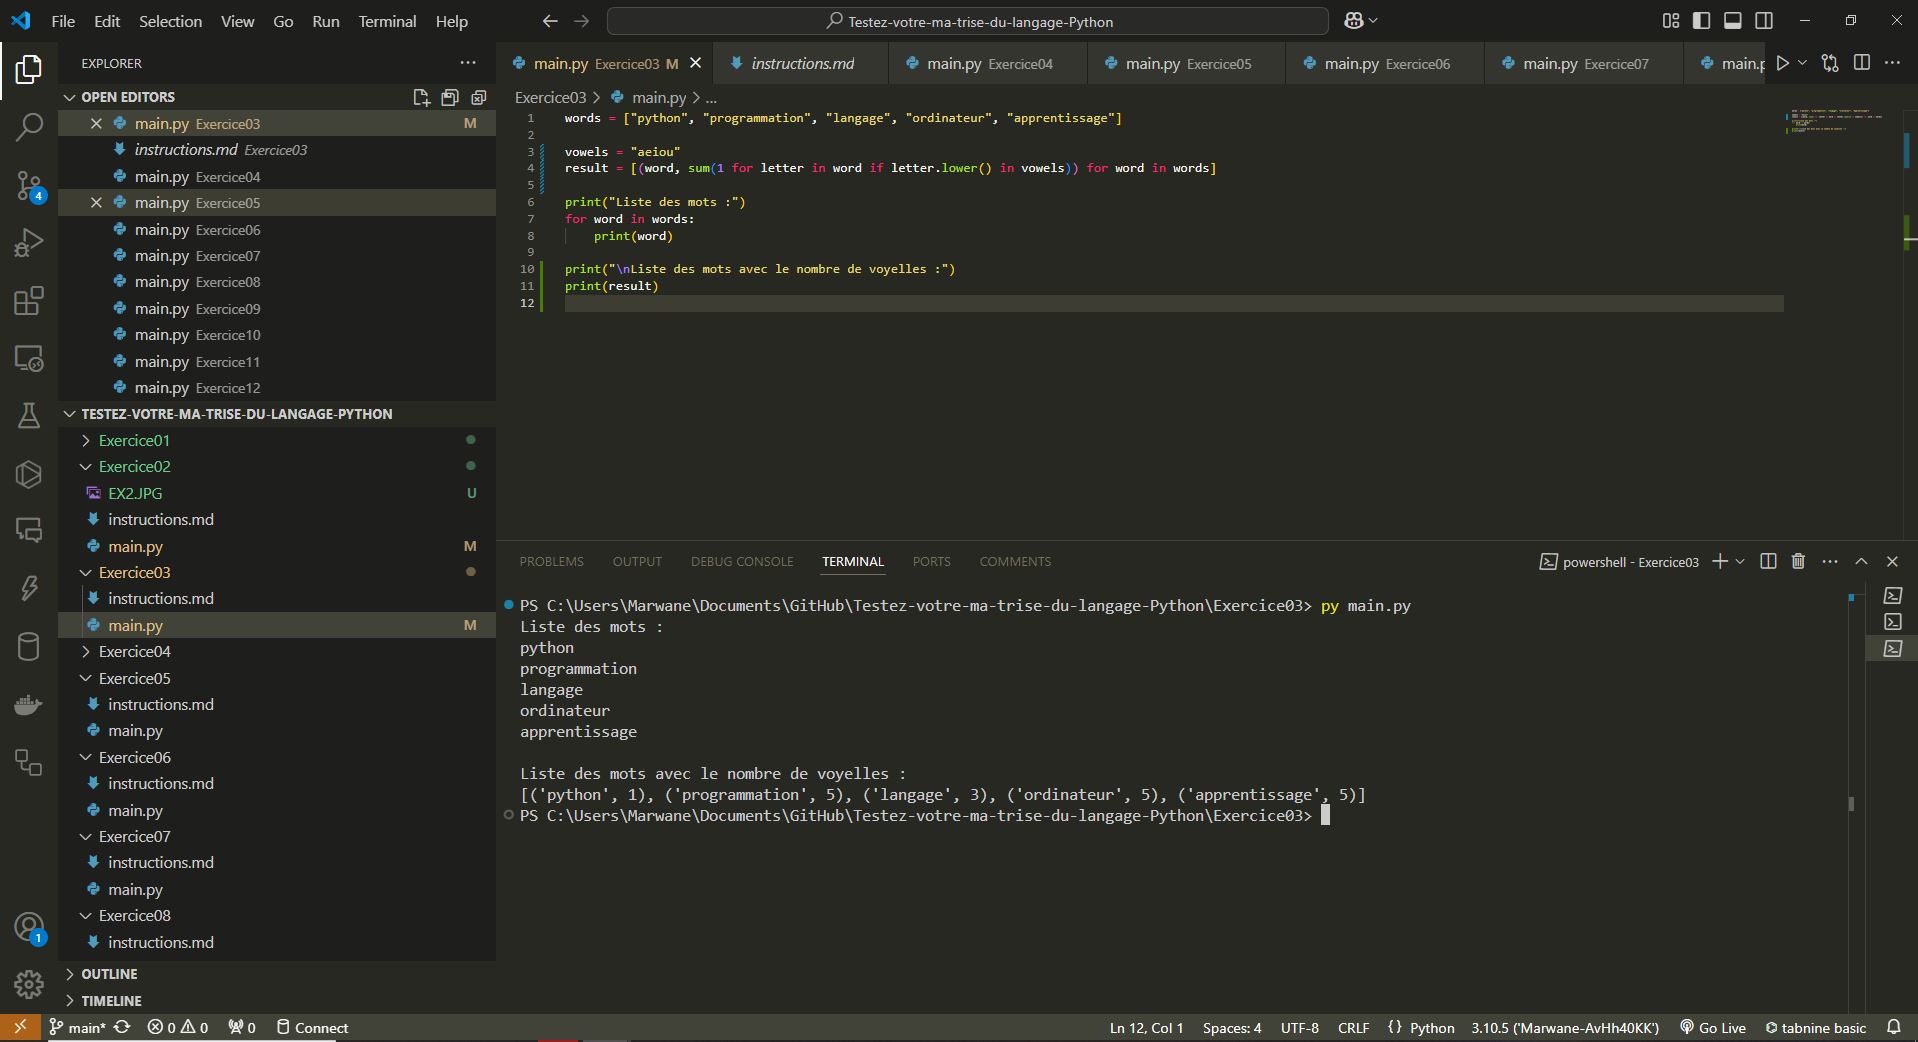 File Edit Selection View Go Run Terminal Help
Testez-votre-ma-trise-du-langage-Python
EXPLORER
OPEN EDITORS
main.py Exercice03 M
instructions.md Exercice03
main.py Exercice04
main.py Exercice05
main.py Exercice06
main.py Exercice07
main.py Exercice08
main.py Exercice09
main.py Exercice10
main.py Exercice11
main.py Exercice12
TESTEZ-VOTRE-MA-TRISE-DU-LANGAGE-PYTHON
Exercice01
Exercice02
EX2.JPG U
instructions.md
main.py M
Exercice03
instructions.md
main.py M
Exercice04
Exercice05
instructions.md
main.py
Exercice06
instructions.md
main.py
Exercice07
instructions.md
main.py
Exercice08
instructions.md
OUTLINE
TIMELINE
4
1
main.py Exercice03 M instructions.md main.py Exercice04 main.py Exercice05 main.py Exercice06 main.py Exercice07 main.p
Exercice03 > main.py > ...
1 words = ["python", "programmation", "langage", "ordinateur", "apprentissage"]
2
3 vowels = "aeiou"
4 result = [(word, sum(1 for letter in word if letter.lower() in vowels)) for word in words]
5
6 print("Liste des mots :")
7 for word in words:
8 print(word)
9
10 print("\nListe des mots avec le nombre de voyelles :")
11 print(result)
12
PROBLEMS OUTPUT DEBUG CONSOLE TERMINAL PORTS COMMENTS
powershell - Exercice03
PS C:\Users\Marwane\Documents\GitHub\Testez-votre-ma-trise-du-langage-Python\Exercice03> py main.py
Liste des mots :
python
programmation
langage
ordinateur
apprentissage
Liste des mots avec le nombre de voyelles :
[('python', 1), ('programmation', 5), ('langage', 3), ('ordinateur', 5), ('apprentissage', 5)]
PS C:\Users\Marwane\Documents\GitHub\Testez-votre-ma-trise-du-langage-Python\Exercice03>
main* 0 0 0 Connect
Ln 12, Col 1 Spaces: 4 UTF-8 CRLF {} Python 3.10.5 ('Marwane-AvHh40KK') Go Live tabnine basic